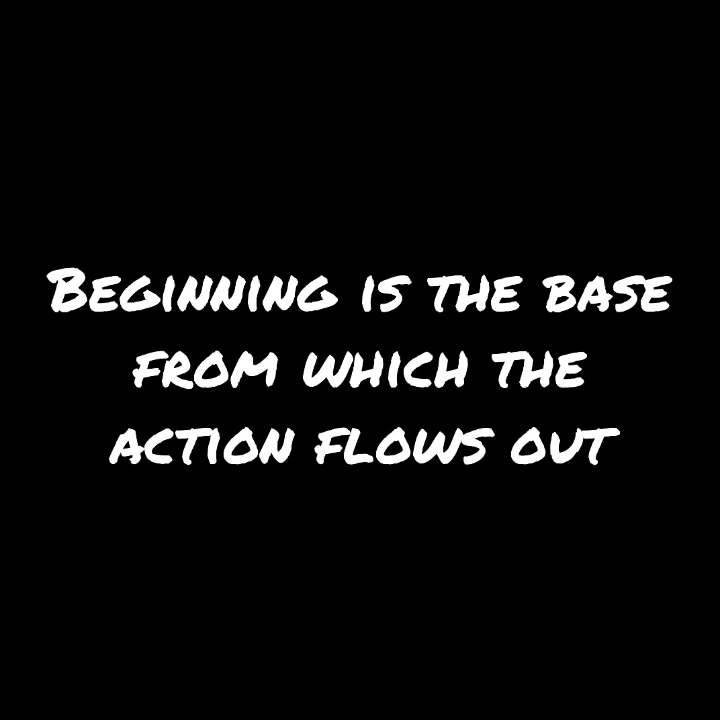 Beginning is the base
from which the
action flows out